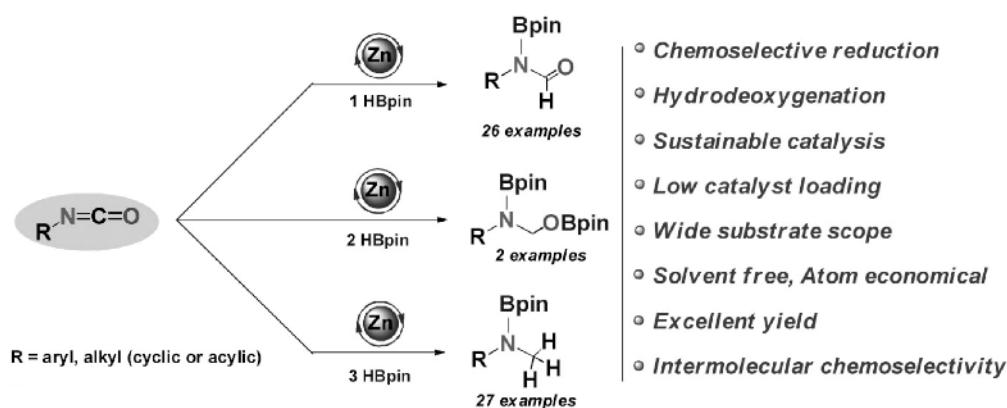 R N=C=O
R = aryl, alkyl (cyclic or acylic)
Zn
1 HBpin
Bpin
N
R
O
H
26 examples
Zn
2 HBpin
Bpin
N
R
OBpin
2 examples
Zn
3 HBpin
Bpin
N
R
H
H
H
27 examples
Chemoselective reduction
Hydrodeoxygenation
Sustainable catalysis
Low catalyst loading
Wide substrate scope
Solvent free, Atom economical
Excellent yield
Intermolecular chemoselectivity